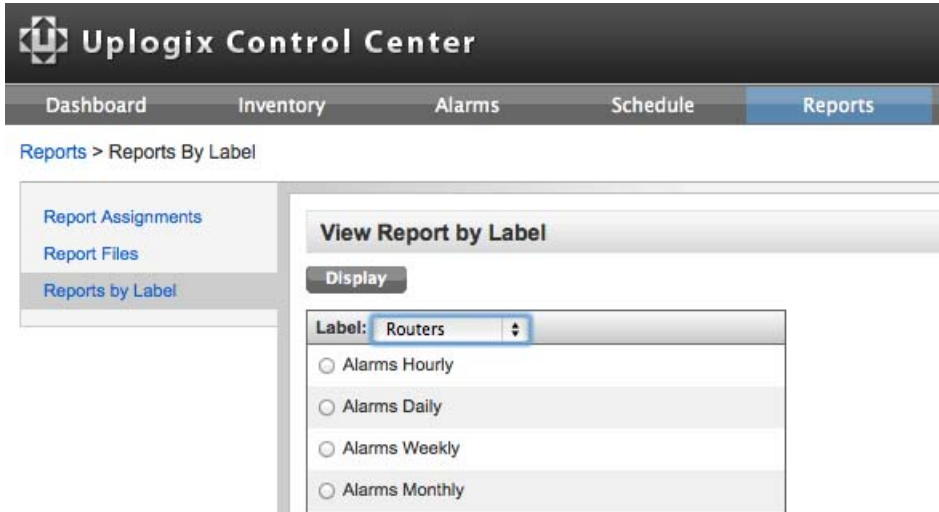 Uplogix Control Center
Dashboard Inventory Alarms Schedule Reports
Reports > Reports By Label
Report Assignments
Report Files
Reports by Label
View Report by Label
Display
Label: Routers
Alarms Hourly
Alarms Daily
Alarms Weekly
Alarms Monthly